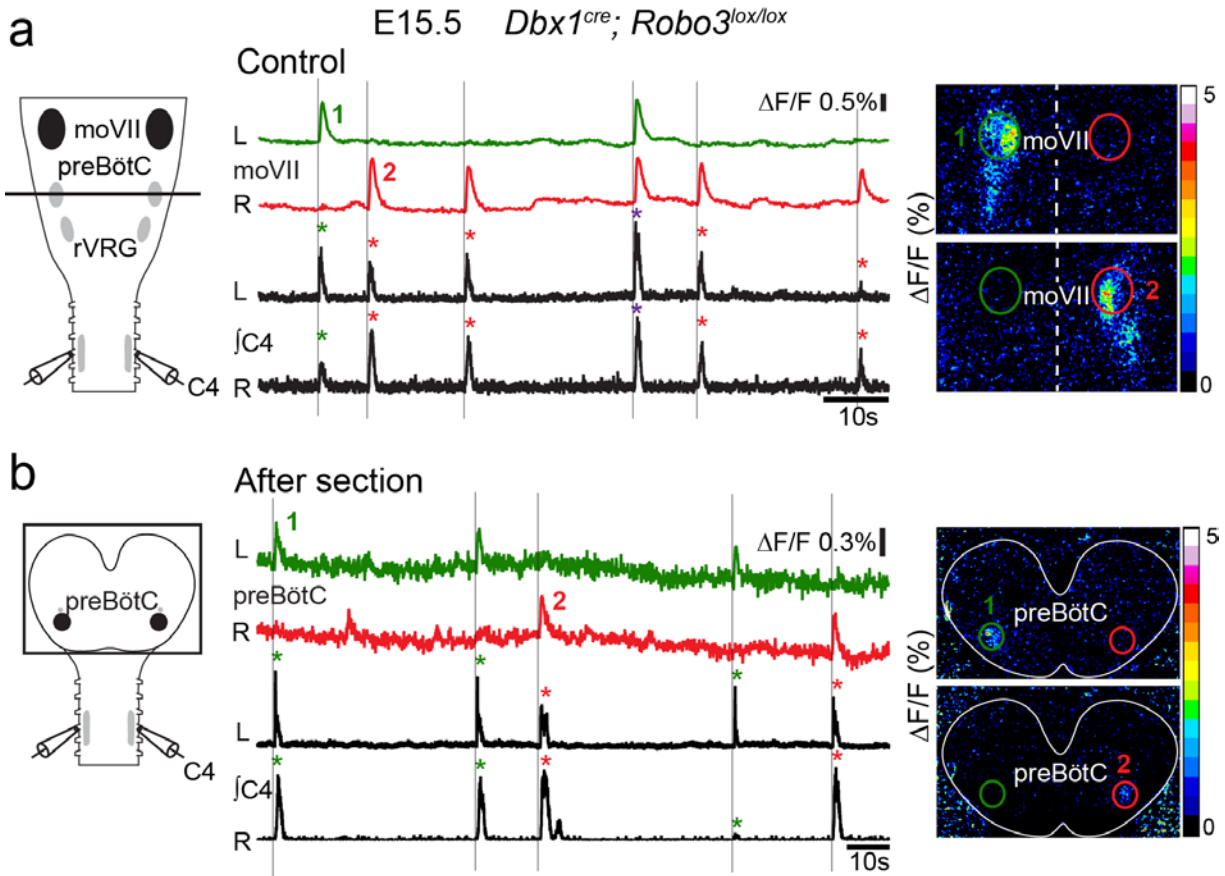 E15.5 Dbx1cre; Robo3lox/lox
a
Control
moVII
preBötC
rVRG
C4
ΔF/F 0.5%
L
1
moVII
R
2
*
* * * * *
L
* * * * * *
∫C4
R
10s
1 moVII
moVII 2
ΔF/F (%)
5
0
b
After section
preBötC
C4
ΔF/F 0.3%
L
1
preBötC
R
2
* * * * *
L
* * * * *
∫C4
R
10s
1
preBötC
preBötC 2
ΔF/F (%)
5
0